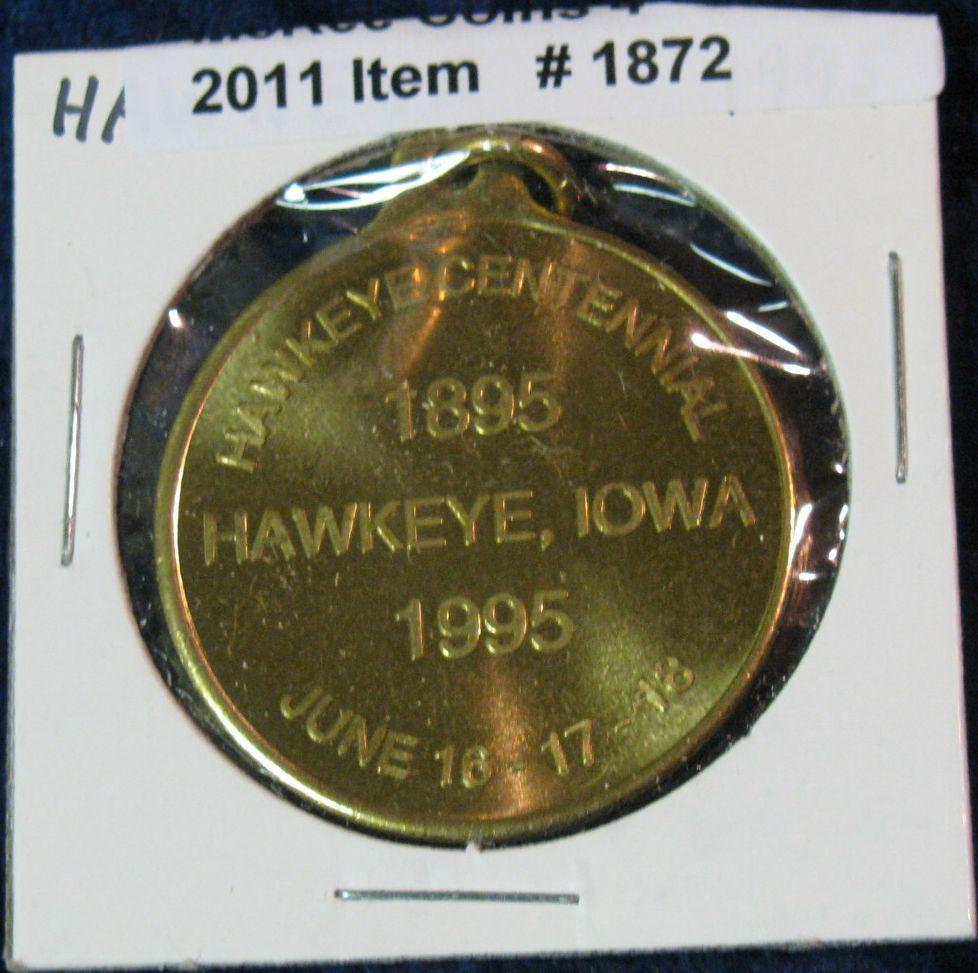 2011 Item # 1872
HA
HAWKEYE CENTENNIAL
1895
HAWKEYE, IOWA
1995
JUNE 16 - 17 - 18